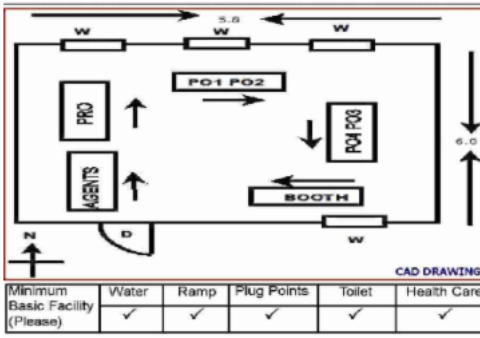 5.8
W
W
W
PO1 PO2
PRO
PO4 PO3
6.0
AGENTS
BOOTH
N
D
W
CAD DRAWING
Minimum Basic Facility (Please)
Water
Ramp
Plug Points
Toilet
Health Care
✓ ✓ ✓ ✓ ✓